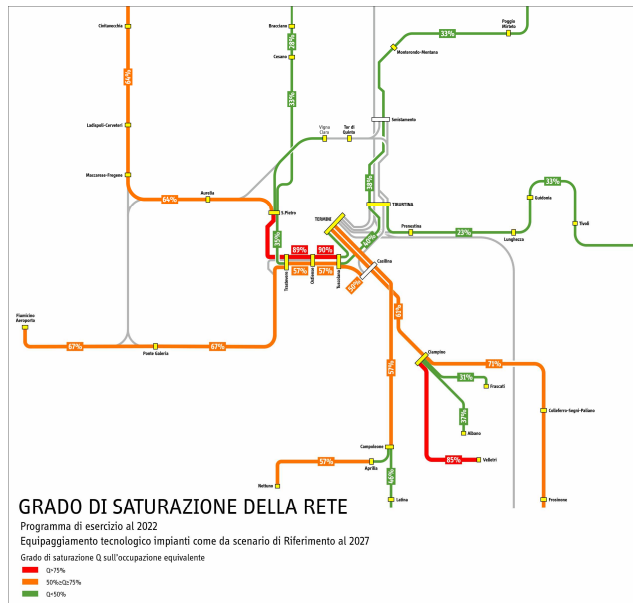 Civitavecchia
Bracciano
Poggio
Mirteto
33%
28%
Monterondo-Mentana
Cesano
64%
33%
Ladispoli-Cerveteri
Smistamento
Vigna
Clara
Tor di
Quinto
Maccarese-Fregene
38%
33%
Aurelia
64%
Guidonia
S.Pietro
TERMINI
TIBURTINA
Tivoli
Prenestina
23%
Lunghezza
35%
40%
89%
90%
Casilina
57%
57%
Trastevere
Ostiense
Tuscolana
50%
61%
Fiumicino
Aeroporto
67%
67%
Ponte Galeria
Ciampino
57%
71%
31%
Frascati
37%
Colleferro-Segni-Paliano
Albano
Campoleone
57%
Aprilia
85%
Velletri
46%
Nettuno
Latina
Frosinone
GRADO DI SATURAZIONE DELLA RETE
Programma di esercizio al 2022
Equipaggiamento tecnologico impianti come da scenario di Riferimento al 2027
Grado di saturazione Q sull'occupazione equivalente
Q>75%
50%≥Q≥75%
Q<50%